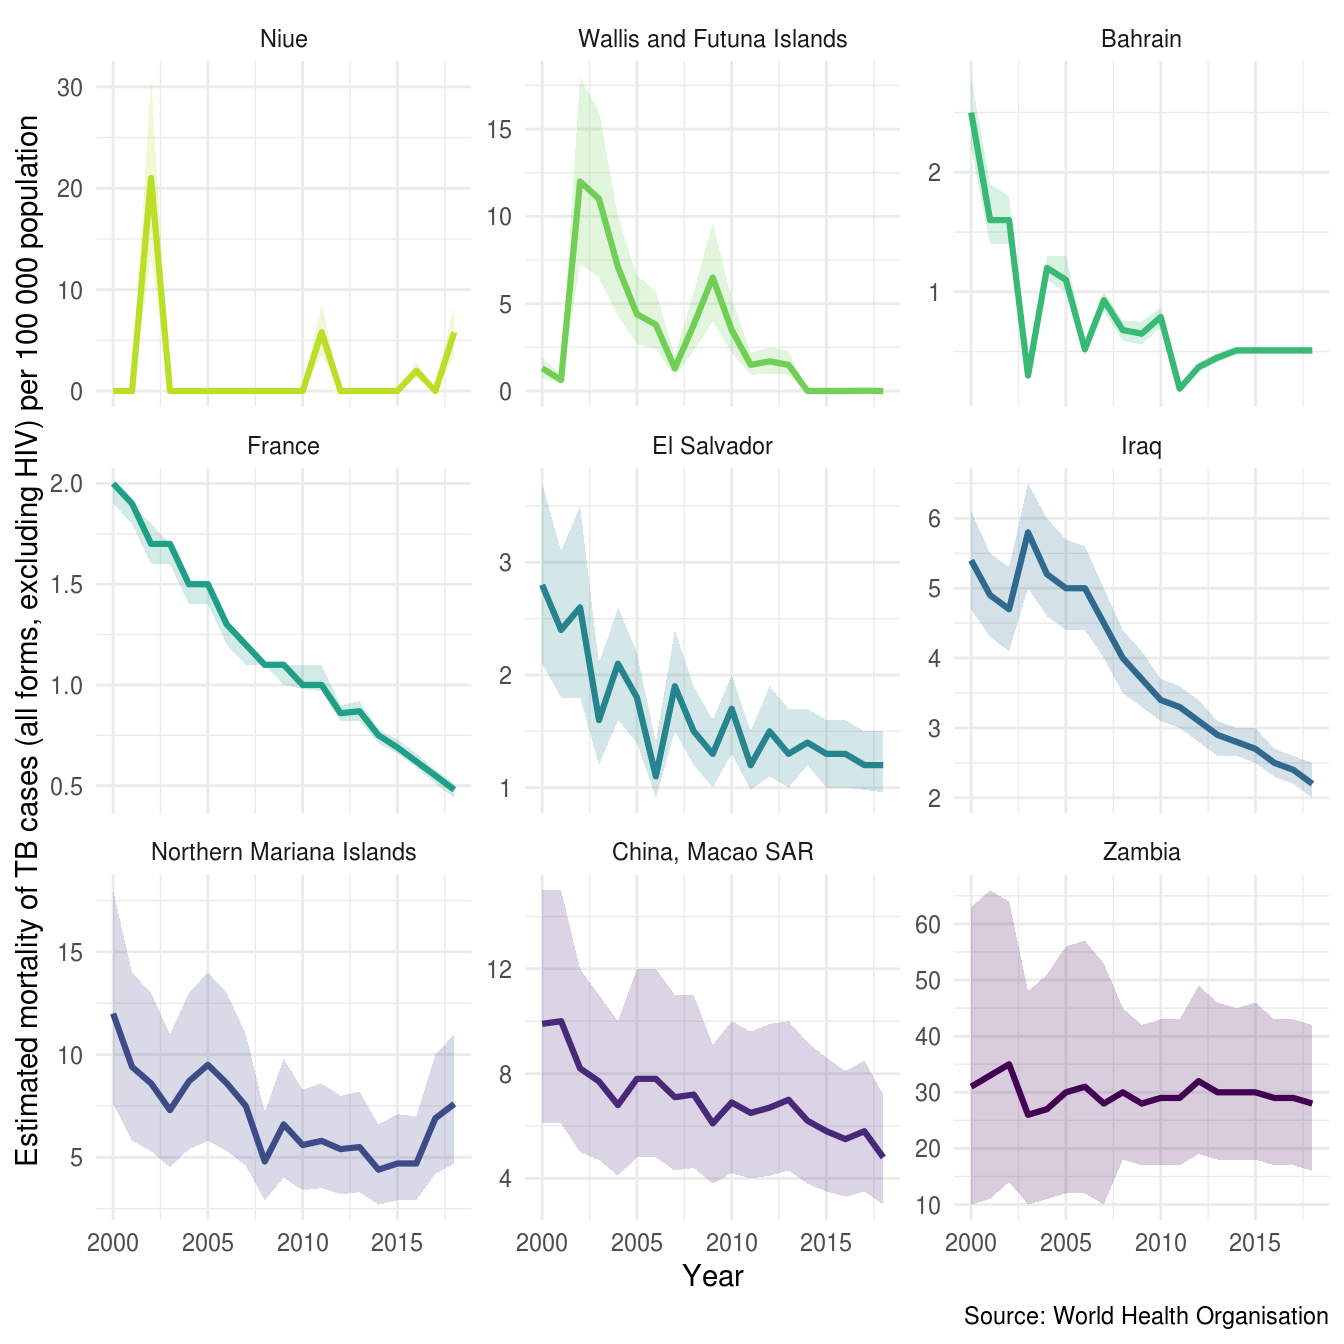 Estimated mortality of TB cases (all forms, excluding HIV) per 100 000 population
Niue
30
20
10
0
Wallis and Futuna Islands
15
10
5
0
Bahrain
2
1
France
2.0
1.5
1.0
0.5
El Salvador
3
2
1
Iraq
6
5
4
3
2
Northern Mariana Islands
15
10
5
2000 2005 2010 2015
China, Macao SAR
12
8
4
2000 2005 2010 2015
Zambia
60
50
40
30
20
10
2000 2005 2010 2015
Year
Source: World Health Organisation